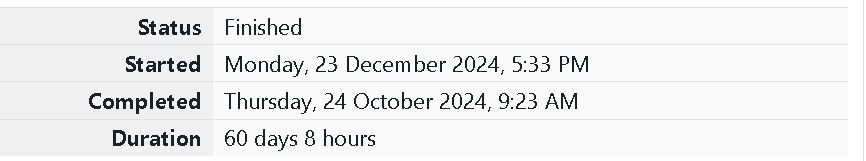 Status Finished
Started Monday, 23 December 2024, 5:33 PM
Completed Thursday, 24 October 2024, 9:23 AM
Duration 60 days 8 hours